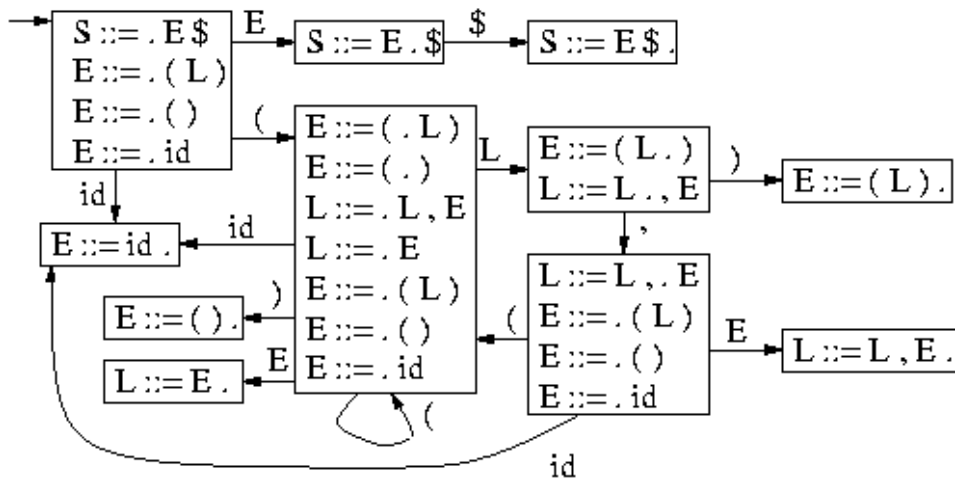 S ::= . E $
E ::= . ( L )
E ::= . ( )
E ::= . id
E
S ::= E . $
$
S ::= E $ .
(
E ::= ( . L )
E ::= ( . )
L ::= . L , E
L ::= . E
E ::= . ( L )
E ::= . ( )
E ::= . id
L
E ::= ( L . )
L ::= L . , E
)
E ::= ( L ) .
id
E ::= id .
id
,
L ::= L , . E
E ::= . ( L )
E ::= . ( )
E ::= . id
)
E ::= ( ) .
(
E
L ::= L , E .
E
L ::= E .
(
id